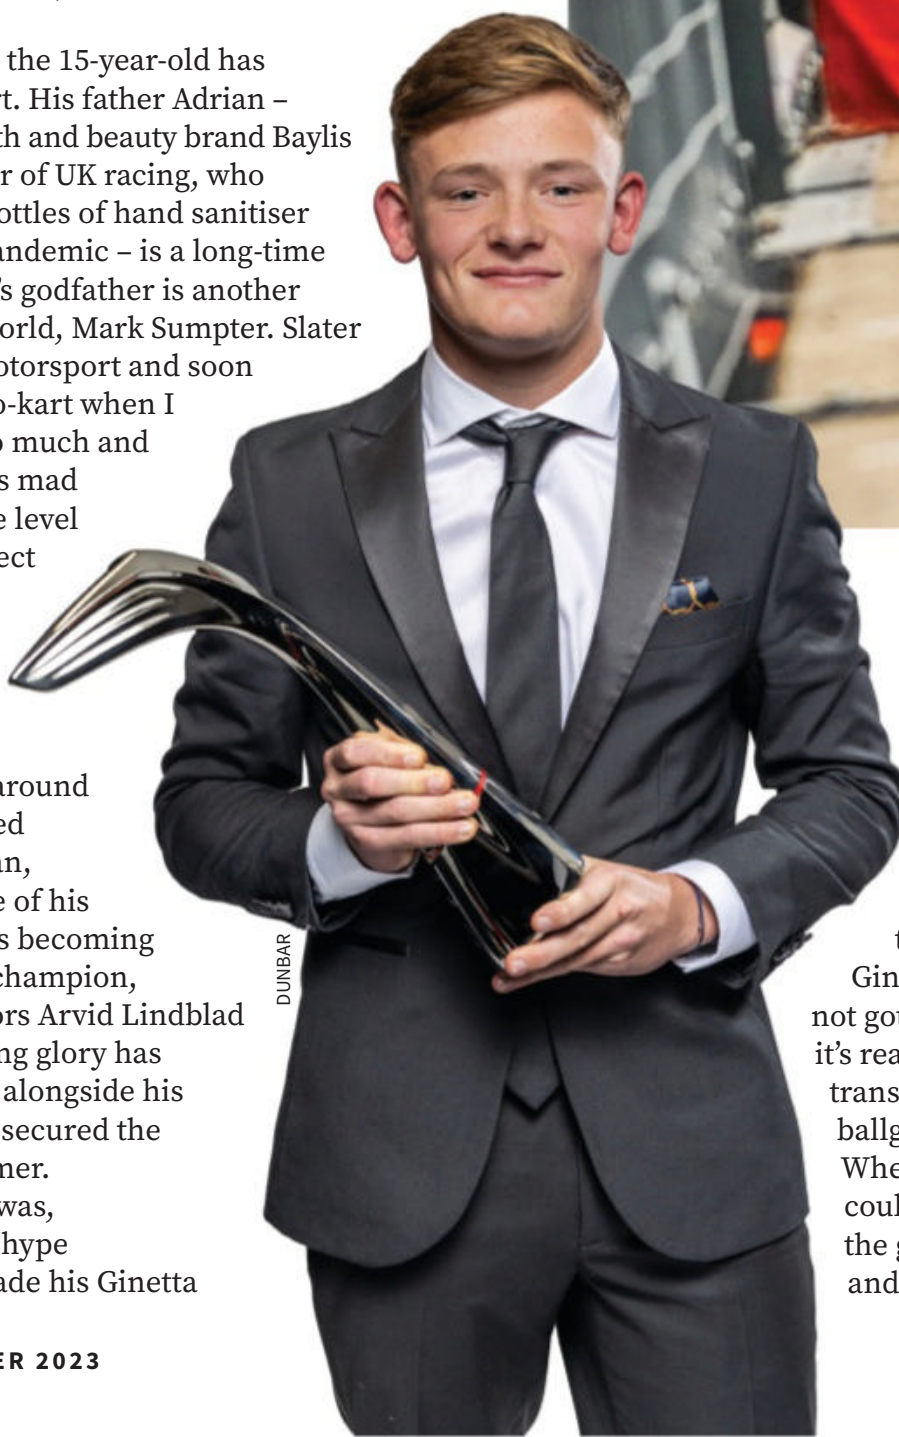 the 15-year-old has
t. His father Adrian –
th and beauty brand Baylis
r of UK racing, who
ottles of hand sanitiser
andemic – is a long-time
's godfather is another
orld, Mark Sumpter. Slater
otorsport and soon
o-kart when I
o much and
s mad
e level
ect
around
ed
an,
e of his
s becoming
champion,
ors Arvid Lindblad
ng glory has
alongside his
secured the
mer.
was,
hype
ade his Ginetta
ER 2023
DUNBAR
t
Gin
not go
it's rea
trans
ballg
Whe
coul
the g
and